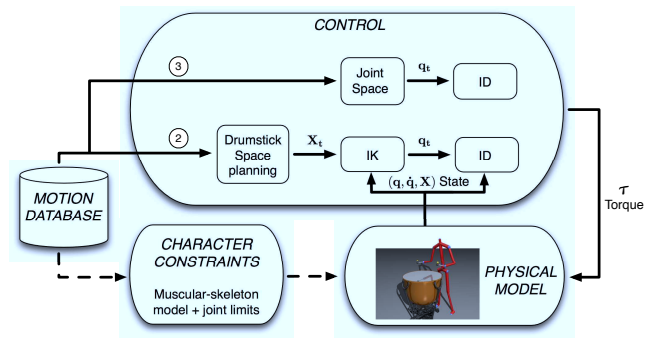 CONTROL
3
Joint
Space
q_t
ID
2
Drumstick
Space
planning
X_t
IK
q_t
ID
(q, q̇, X) State
MOTION
DATABASE
τ
Torque
CHARACTER
CONSTRAINTS
Muscular-skeleton
model + joint limits
PHYSICAL
MODEL